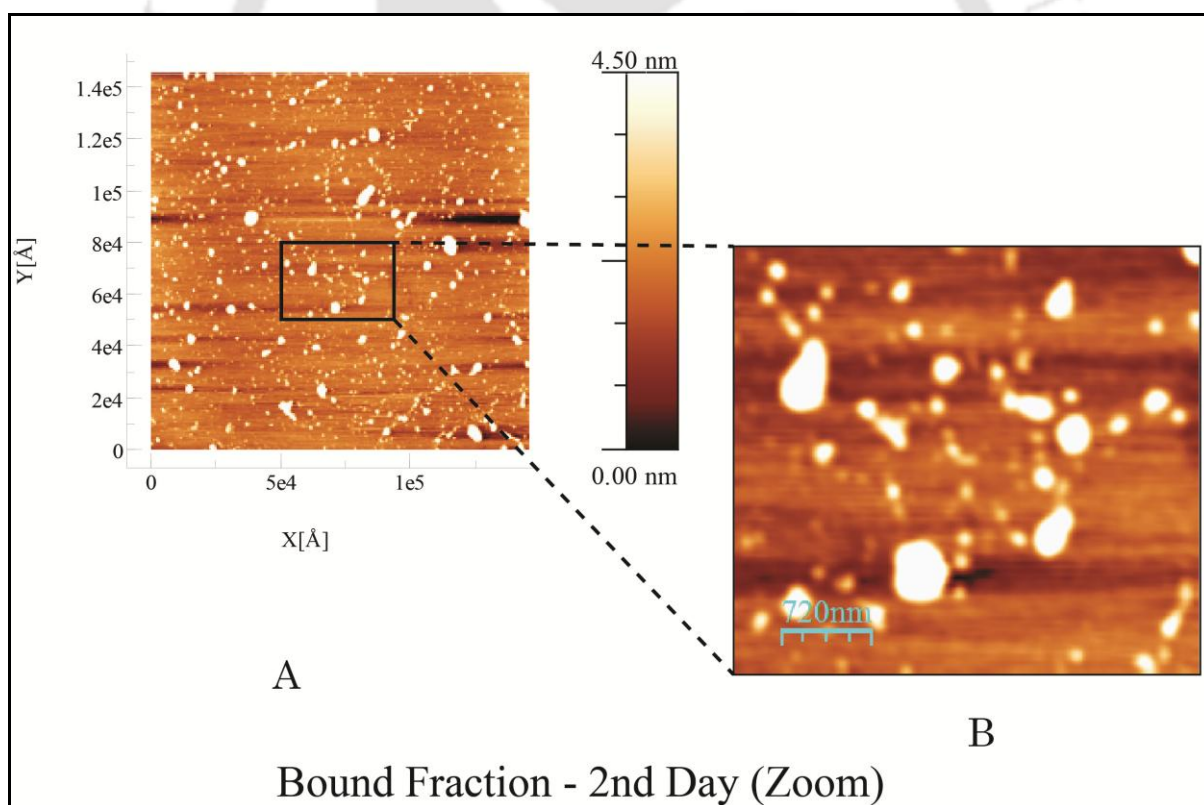 4.50 nm
1.4e5
1.2e5
1e5
8e4
6e4
4e4
2e4
0
Y[Å]
0
5e4
1e5
X[Å]
0.00 nm
720nm
A
B
Bound Fraction - 2nd Day (Zoom)